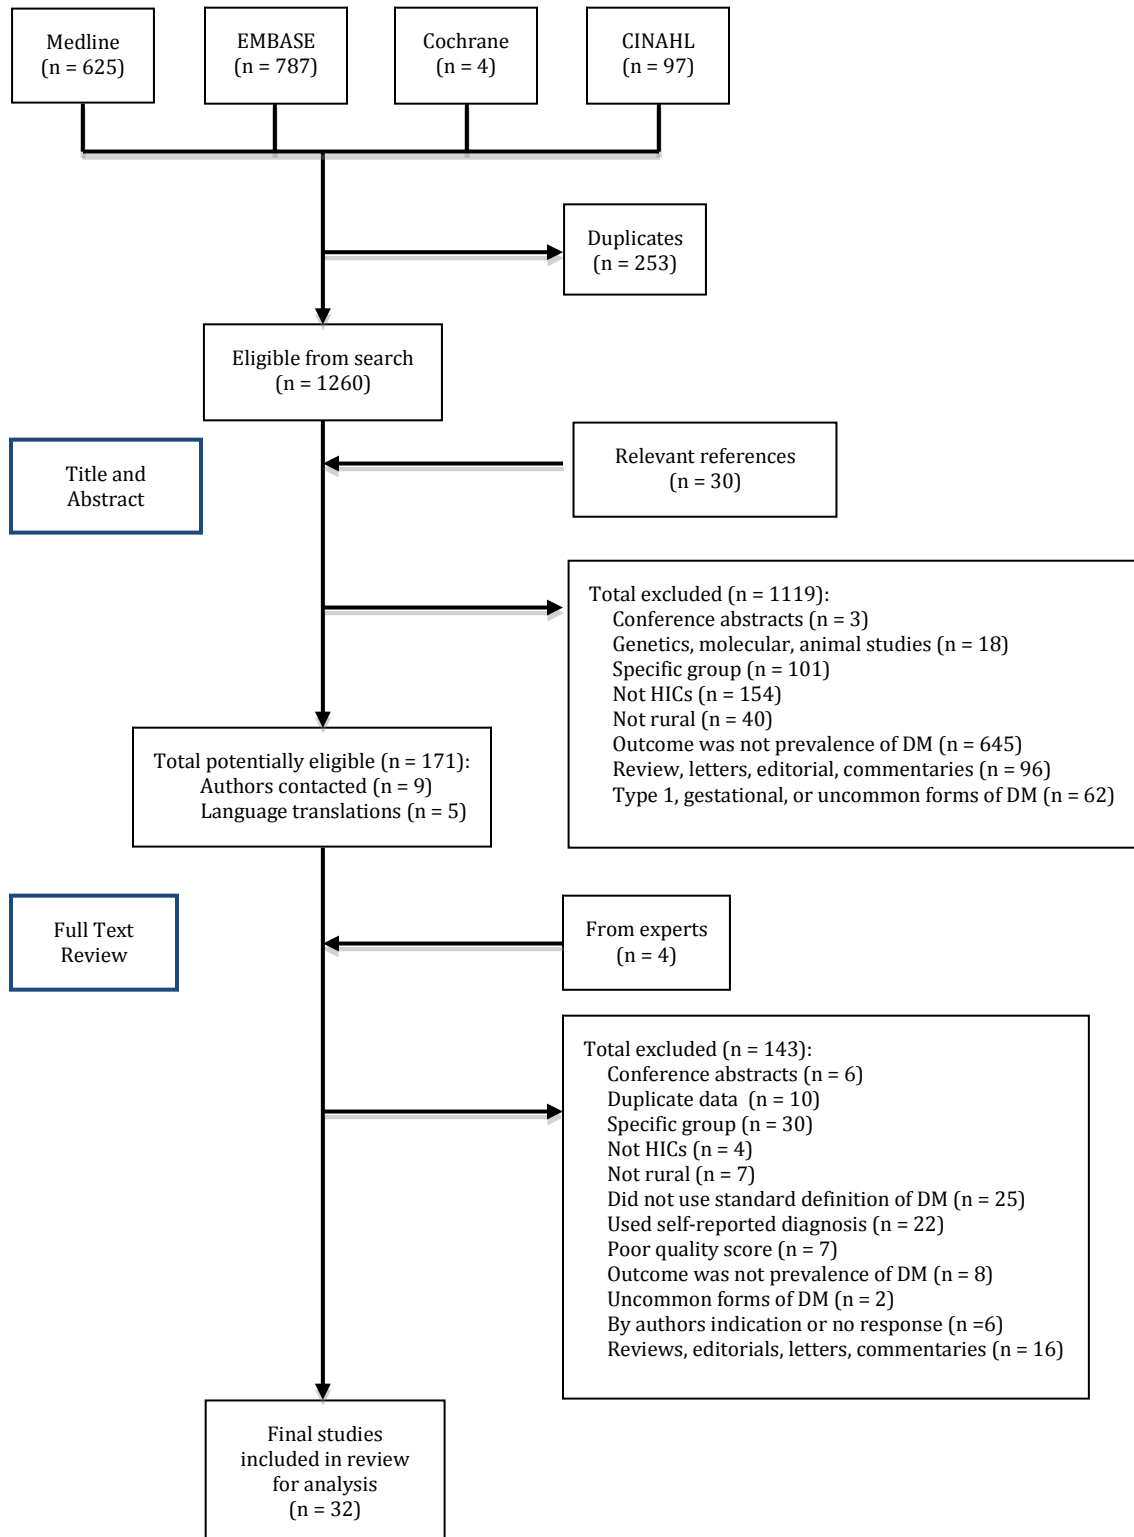 Medline
(n = 625)
EMBASE
(n = 787)
Cochrane
(n = 4)
CINAHL
(n = 97)
Duplicates
(n = 253)
Eligible from search
(n = 1260)
Title and
Abstract
Relevant references
(n = 30)
Total excluded (n = 1119):
Conference abstracts (n = 3)
Genetics, molecular, animal studies (n = 18)
Specific group (n = 101)
Not HICs (n = 154)
Not rural (n = 40)
Outcome was not prevalence of DM (n = 645)
Review, letters, editorial, commentaries (n = 96)
Type 1, gestational, or uncommon forms of DM (n = 62)
Total potentially eligible (n = 171):
Authors contacted (n = 9)
Language translations (n = 5)
Full Text
Review
From experts
(n = 4)
Total excluded (n = 143):
Conference abstracts (n = 6)
Duplicate data  (n = 10)
Specific group (n = 30)
Not HICs (n = 4)
Not rural (n = 7)
Did not use standard definition of DM (n = 25)
Used self-reported diagnosis (n = 22)
Poor quality score (n = 7)
Outcome was not prevalence of DM (n = 8)
Uncommon forms of DM (n = 2)
By authors indication or no response (n =6)
Reviews, editorials, letters, commentaries (n = 16)
Final studies
included in review
for analysis
(n = 32)